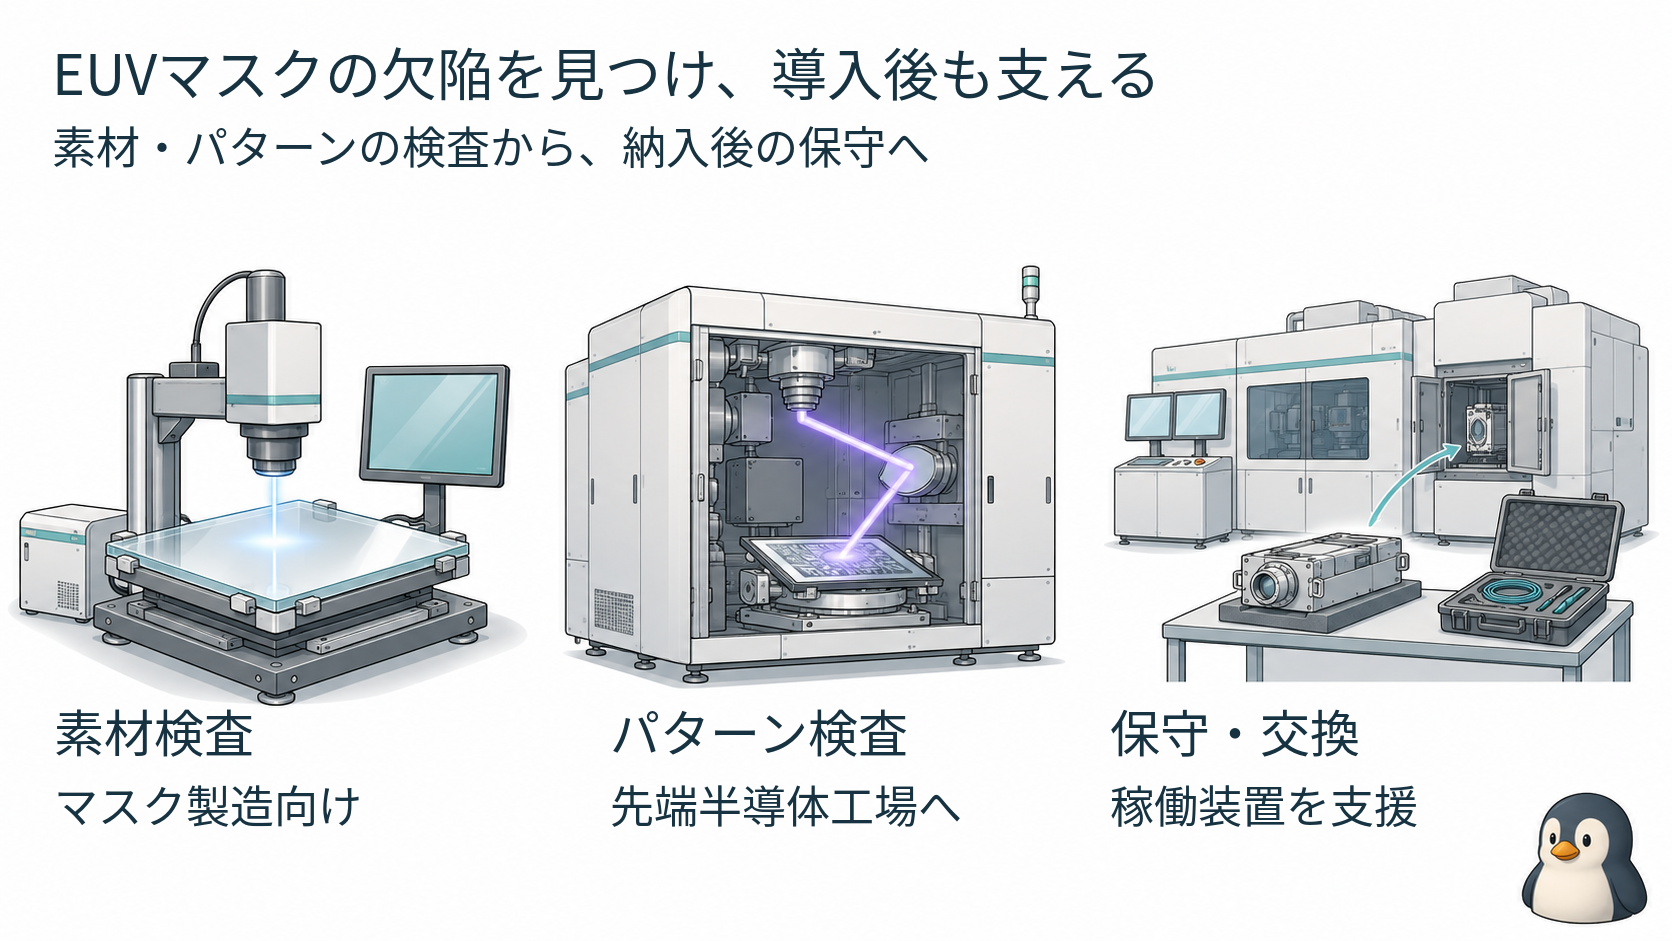 EUVマスクの欠陥を見つけ、導入後も支える
素材・パターンの検査から、納入後の保守へ
素材検査
マスク製造向け
パターン検査
先端半導体工場へ
保守・交換
稼働装置を支援